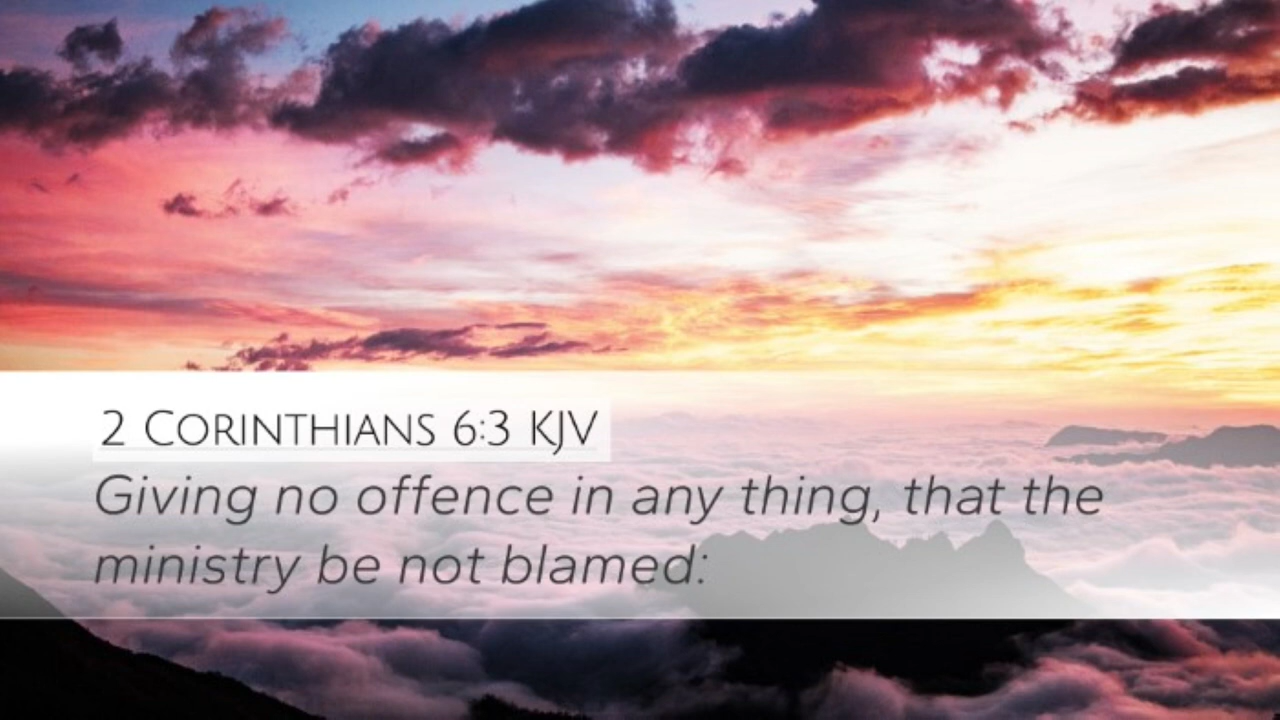 2 Corinthians 6:3 KJV
Giving no offence in any thing, that the
ministry be not blamed: